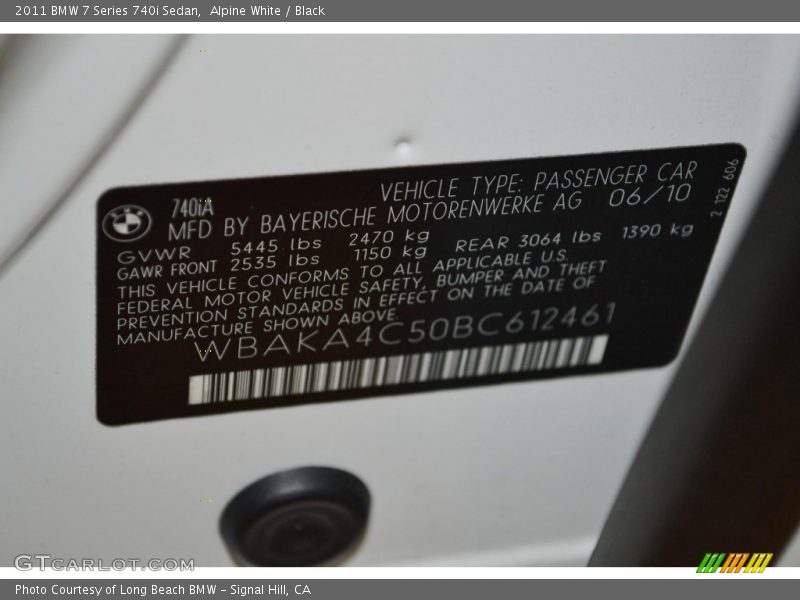 2011 BMW 7 Series 740i Sedan,  Alpine White / Black
740iA VEHICLE TYPE: PASSENGER CAR
MFD BY BAYERISCHE MOTORENWERKE AG 06/10
GVWR 5445 lbs 2470 kg
GAWR FRONT 2535 lbs 1150 kg REAR 3064 lbs 1390 kg
THIS VEHICLE CONFORMS TO ALL APPLICABLE U.S.
FEDERAL MOTOR VEHICLE SAFETY, BUMPER AND THEFT
PREVENTION STANDARDS IN EFFECT ON THE DATE OF
MANUFACTURE SHOWN ABOVE.
WBAKA4C50BC612461
2 122 606
GTCARLOT.COM
Photo Courtesy of Long Beach BMW - Signal Hill, CA